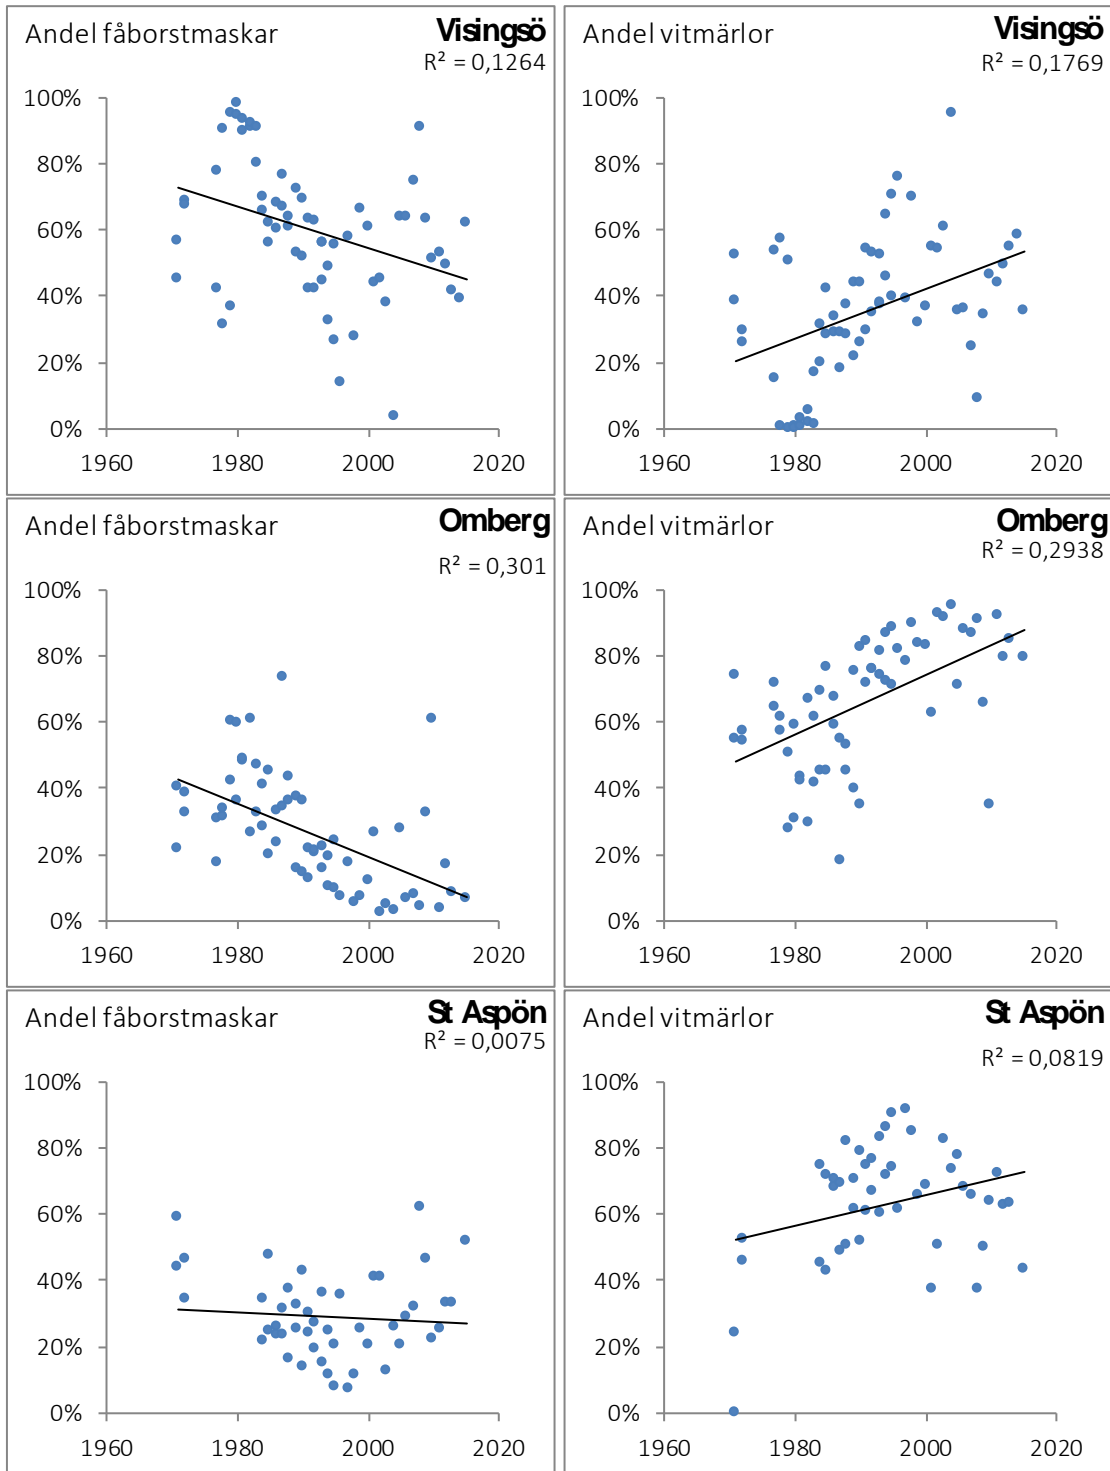 Andel fåborstmaskar Visingsö
R² = 0,1264
100%
80%
60%
40%
20%
0%
1960 1980 2000 2020
Andel vitmärlor Visingsö
R² = 0,1769
100%
80%
60%
40%
20%
0%
1960 1980 2000 2020
Andel fåborstmaskar Omberg
R² = 0,301
100%
80%
60%
40%
20%
0%
1960 1980 2000 2020
Andel vitmärlor Omberg
R² = 0,2938
100%
80%
60%
40%
20%
0%
1960 1980 2000 2020
Andel fåborstmaskar St Aspön
R² = 0,0075
100%
80%
60%
40%
20%
0%
1960 1980 2000 2020
Andel vitmärlor St Aspön
R² = 0,0819
100%
80%
60%
40%
20%
0%
1960 1980 2000 2020